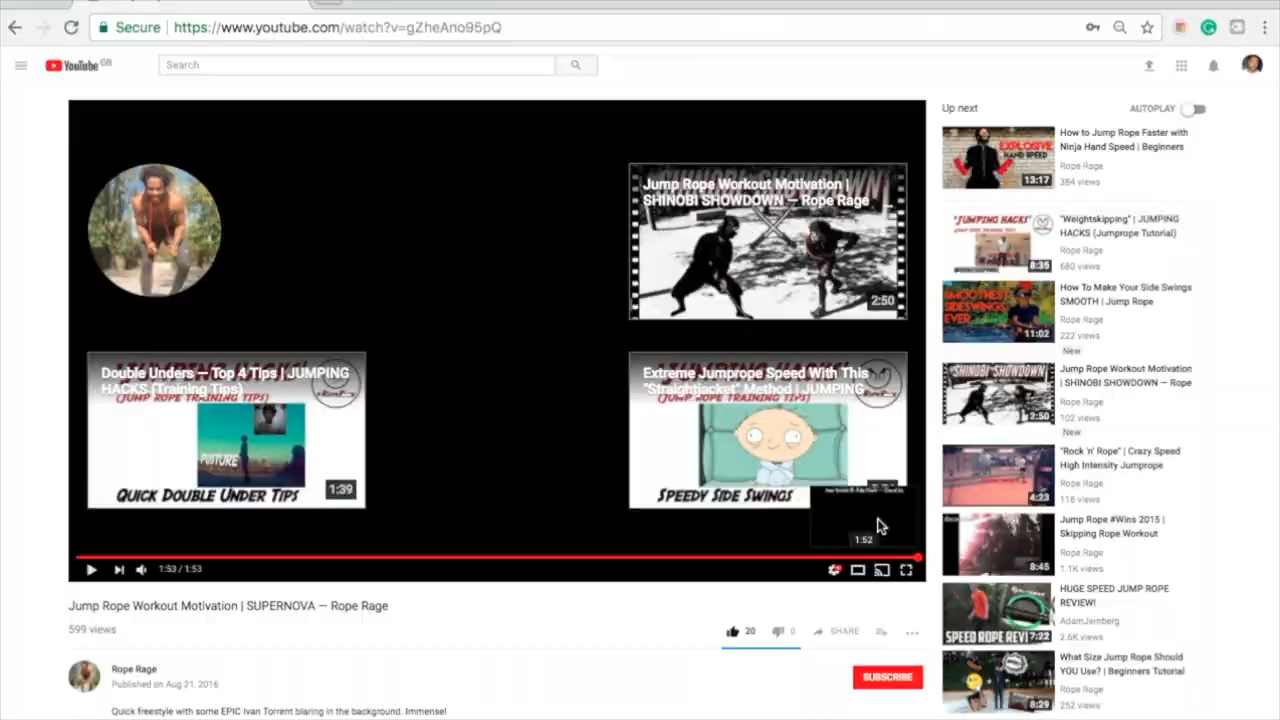 Secure https://www.youtube.com/watch?v=gZheAno95pQ
YouTube GB
Search
Jump Rope Workout Motivation |
SHINOBI SHOWDOWN — Rope Rage ...
2:50
Double Unders — Top 4 Tips | JUMPING
HACKS (Training Tips)
(JUMP ROPE TRAINING TIPS)
POSTURE
QUICK DOUBLE UNDER TIPS
1:39
Extreme Jumprope Speed With This
"Straightjacket" Method | JUMPING
(JUMP ROPE TRAINING TIPS)
SPEEDY SIDE SWINGS
1:52
1:53 / 1:53
Jump Rope Workout Motivation | SUPERNOVA — Rope Rage
599 views
20
0
SHARE
Rope Rage
Published on Aug 21, 2016
SUBSCRIBE
Quick freestyle with some EPIC Ivan Torrent blaring in the background. Immense!
Up next
AUTOPLAY
EXPLOSIVE
HAND SPEED
13:17
How to Jump Rope Faster with
Ninja Hand Speed | Beginners
Rope Rage
384 views
"JUMPING HACKS"
(JUMP ROPE TRAINING TIPS)
8:35
"Weightskipping" | JUMPING
HACKS (Jumprope Tutorial)
Rope Rage
680 views
SMOOTHEST
SIDESWINGS
EVER
11:02
How To Make Your Side Swings
SMOOTH | Jump Rope
Rope Rage
222 views
New
SHINOBI SHOWDOWN
2:50
Jump Rope Workout Motivation
| SHINOBI SHOWDOWN — Rope
Rope Rage
102 views
New
4:23
"Rock 'n' Rope" | Crazy Speed
High Intensity Jumprope
Rope Rage
118 views
8:45
Jump Rope #Wins 2015 |
Skipping Rope Workout
Rope Rage
1.1K views
SPEED ROPE REVI
7:22
HUGE SPEED JUMP ROPE
REVIEW!
AdamJernberg
2.6K views
8:29
What Size Jump Rope Should
YOU Use? | Beginners Tutorial
Rope Rage
252 views